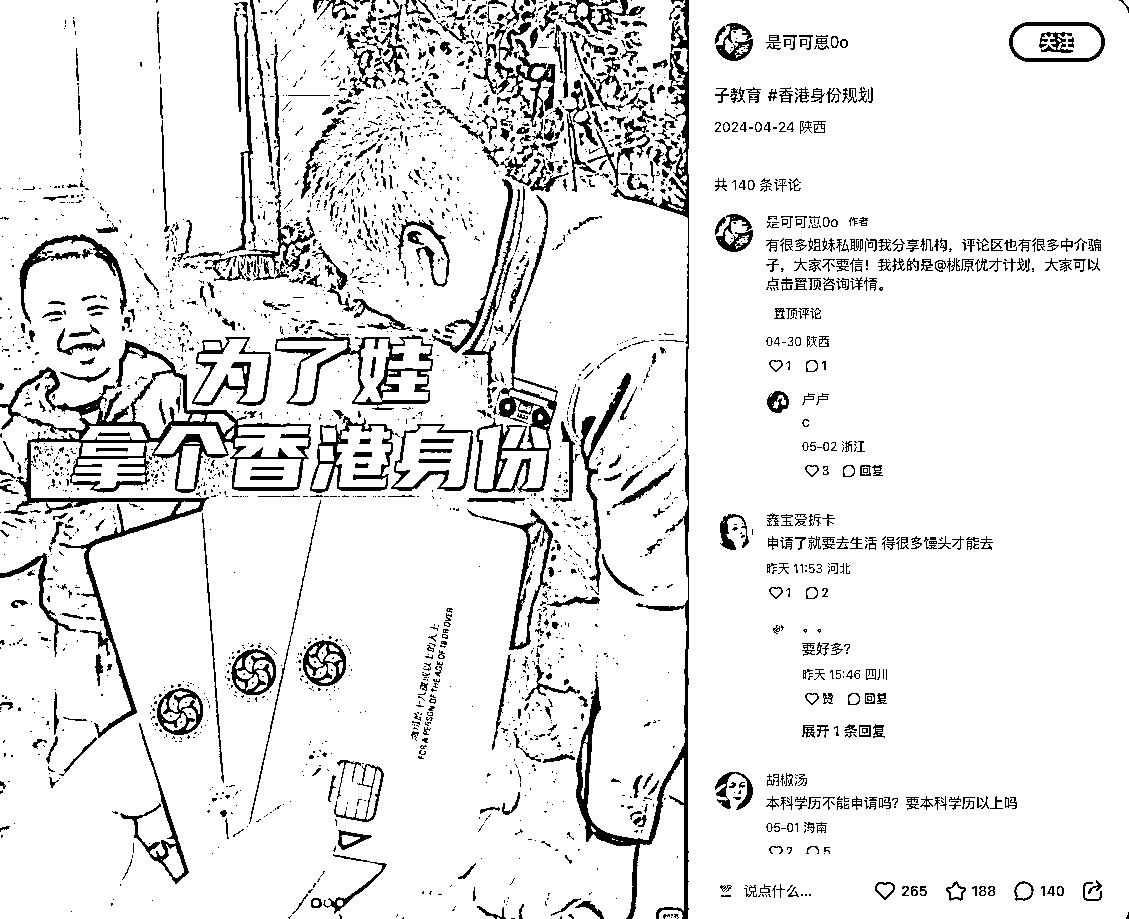 为了娃
拿个香港身份
FOR A PERSON OF THE AGE OF 18 OR OVER
是可可崽0o
关注
子教育 #香港身份规划
2024-04-24 陕西
共 140 条评论
是可可崽0o 作者
有很多姐妹私聊问我分享机构，评论区也有很多中介骗
子，大家不要信！我找的是@桃原优才计划，大家可以
点击置顶咨询详情。
置顶评论
04-30 陕西
1 1
卢卢
c
05-02 浙江
3 回复
鑫宝爱拆卡
申请了就要去生活 得很多馒头才能去
昨天 11:53 河北
1 2
。。
要好多？
昨天 15:46 四川
赞 回复
展开 1 条回复
胡椒汤
本科学历不能申请吗？要本科学历以上吗
05-01 海南
2 5
说点什么...
265 188 140